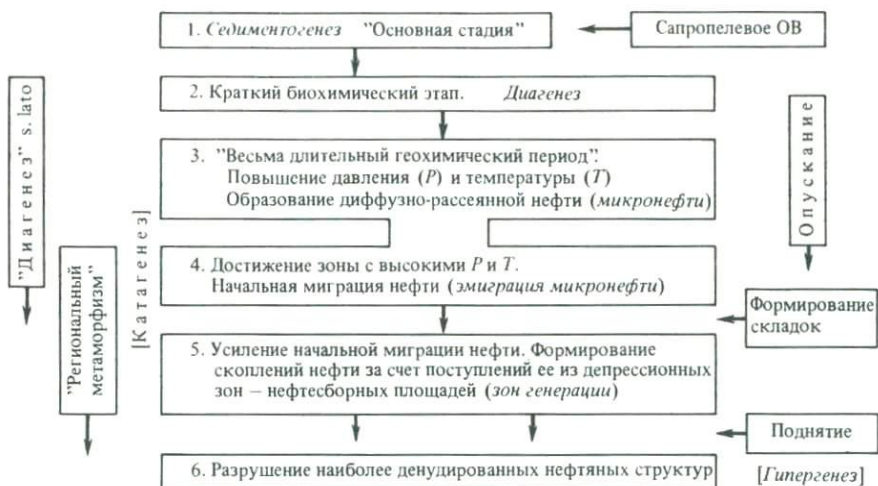 1. Седиментогенез "Основная стадия"
Сапропелевое ОВ
2. Краткий биохимический этап. Диагенез
3. "Весьма длительный геохимический период":
Повышение давления (P) и температуры (T)
Образование диффузно-рассеянной нефти (микронефти)
4. Достижение зоны с высокими P и T.
Начальная миграция нефти (эмиграция микронефти)
5. Усиление начальной миграции нефти. Формирование
скоплений нефти за счет поступлений ее из депрессионных
зон — нефтесборных площадей (зон генерации)
6. Разрушение наиболее денудированных нефтяных структур
"Диагенез" s. lato
"Региональный
метаморфизм"
[Катагенез]
Опускание
Формирование
складок
Поднятие
[Гипергенез]